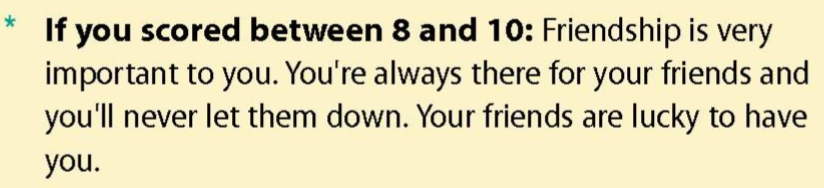 * If you scored between 8 and 10: Friendship is very
important to you. You're always there for your friends and
you'll never let them down. Your friends are lucky to have
you.